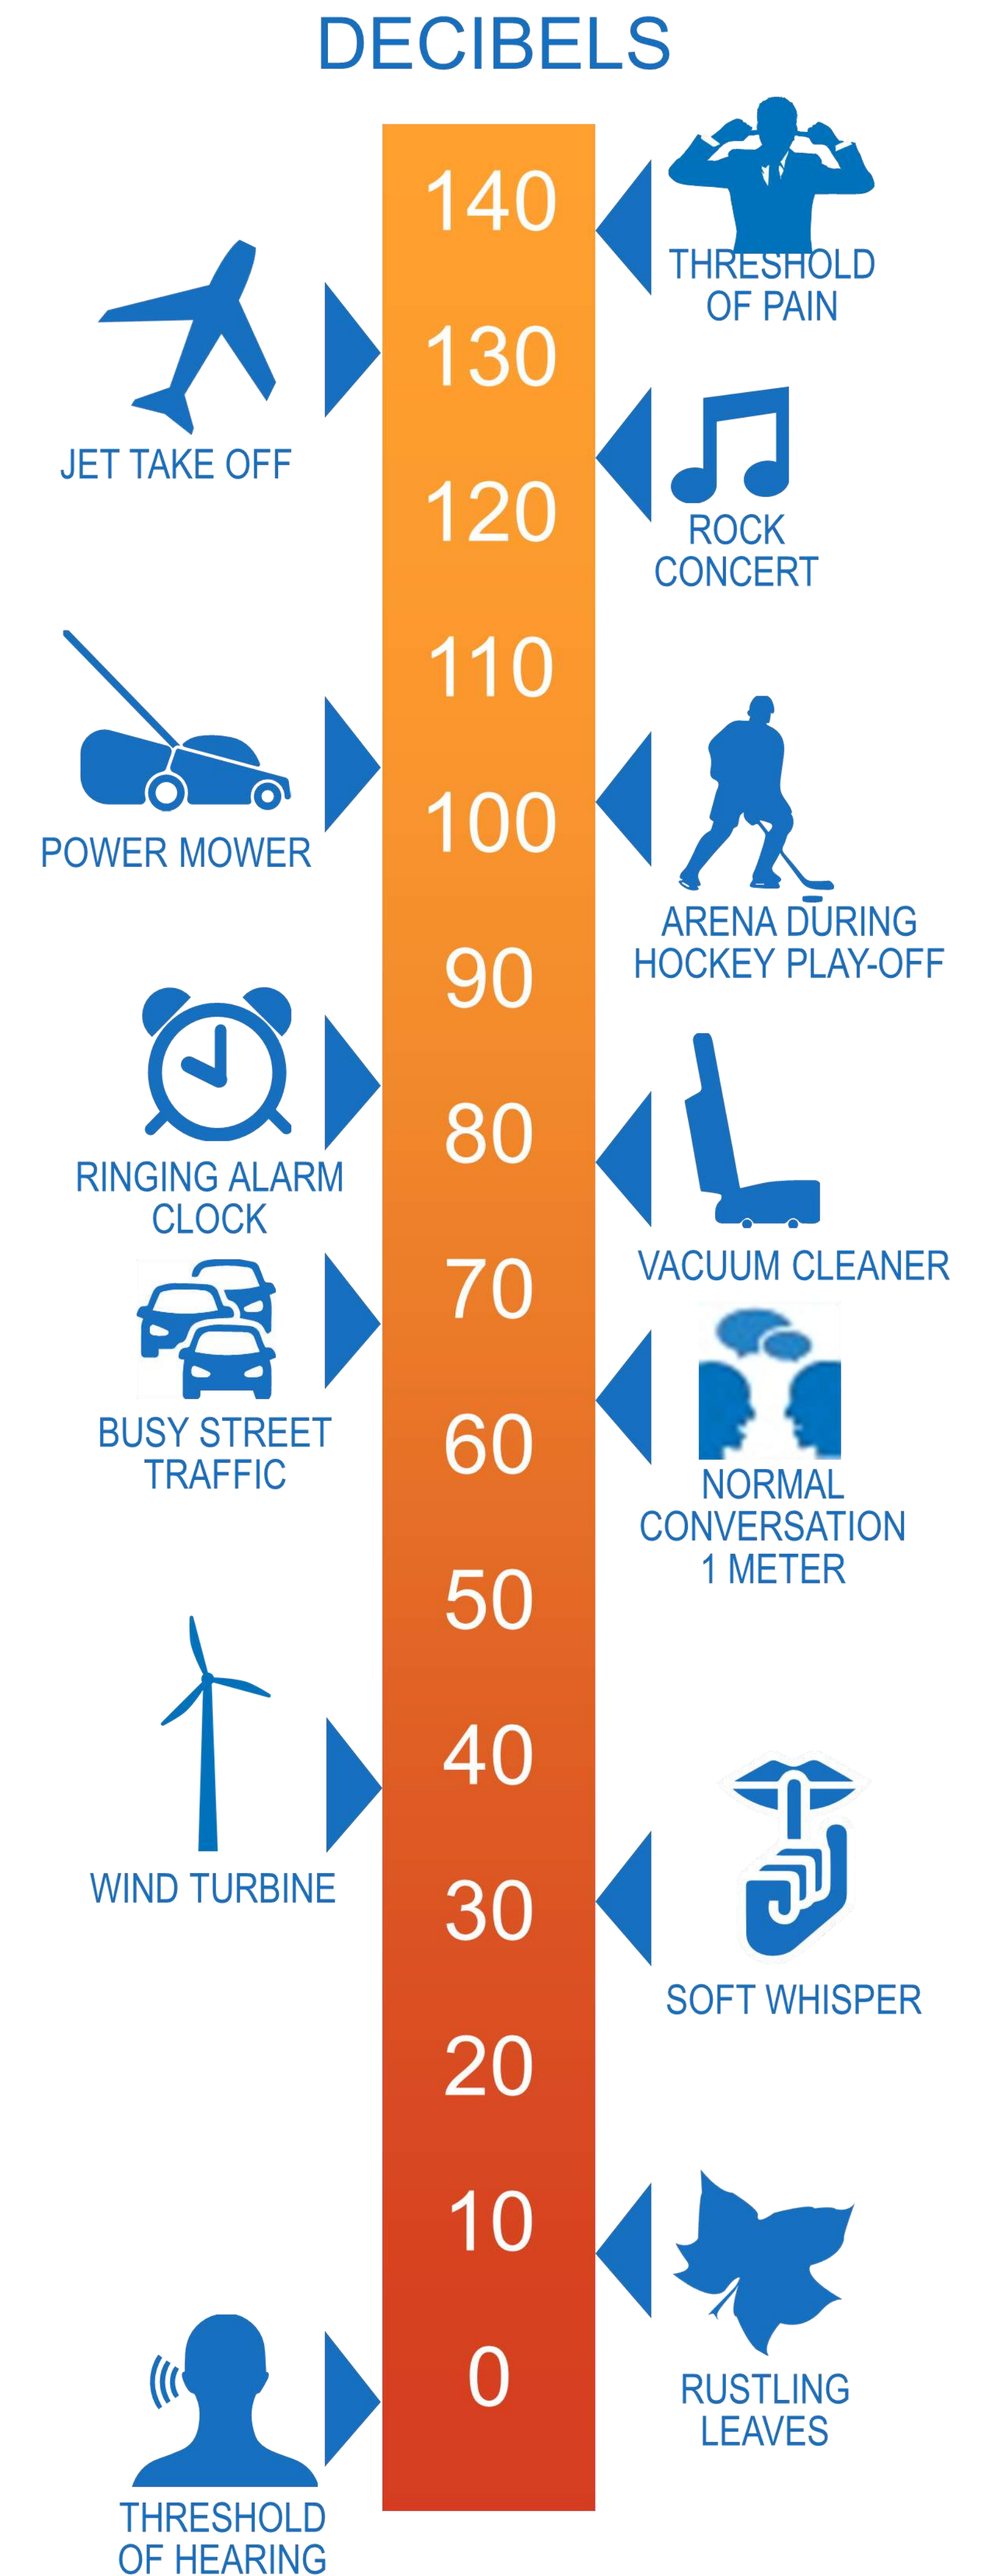 DECIBELS
140
THRESHOLD
OF PAIN
130
JET TAKE OFF
120
ROCK
CONCERT
110
100
POWER MOWER
ARENA DURING
HOCKEY PLAY-OFF
90
80
RINGING ALARM
CLOCK
VACUUM CLEANER
70
BUSY STREET
TRAFFIC
60
NORMAL
CONVERSATION
1 METER
50
40
WIND TURBINE
30
SOFT WHISPER
20
10
RUSTLING
LEAVES
0
THRESHOLD
OF HEARING